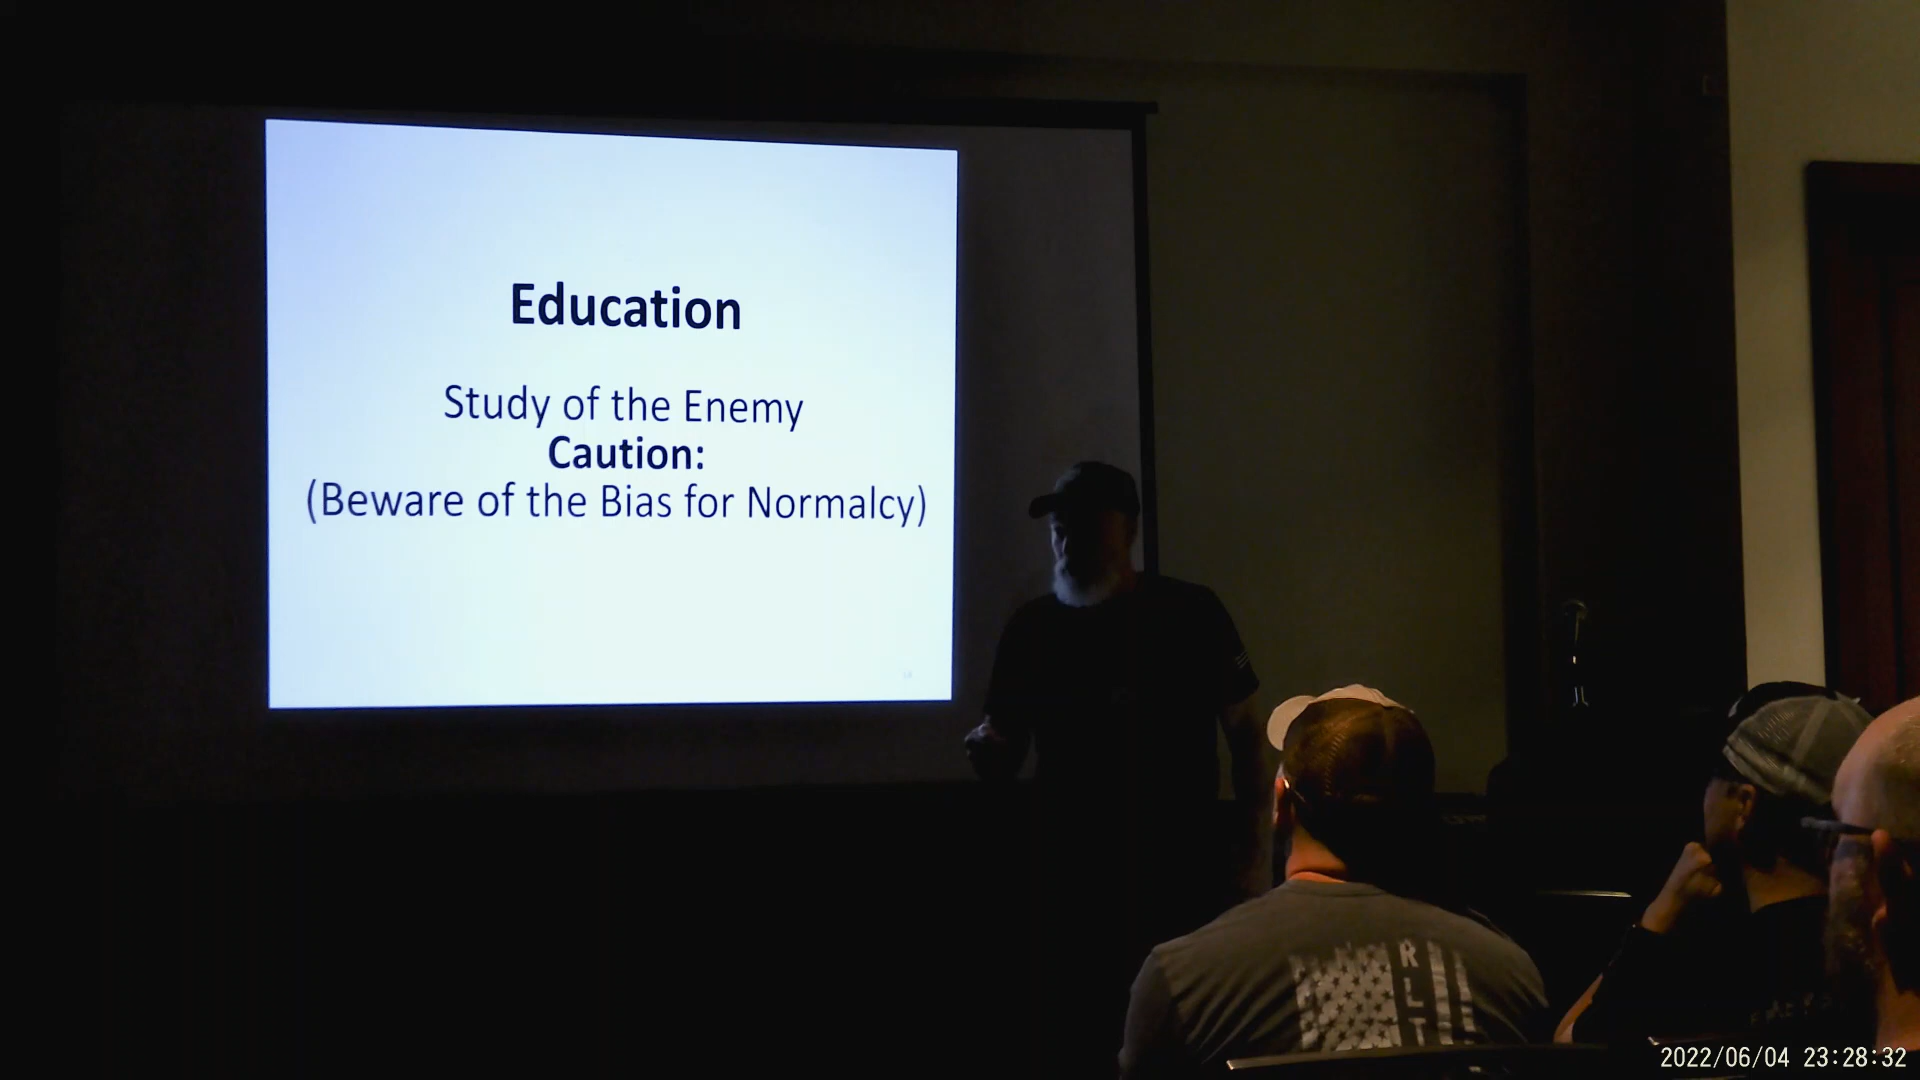 Education
Study of the Enemy
Caution:
(Beware of the Bias for Normalcy)
R
L
T
2022/06/04 23:28:32